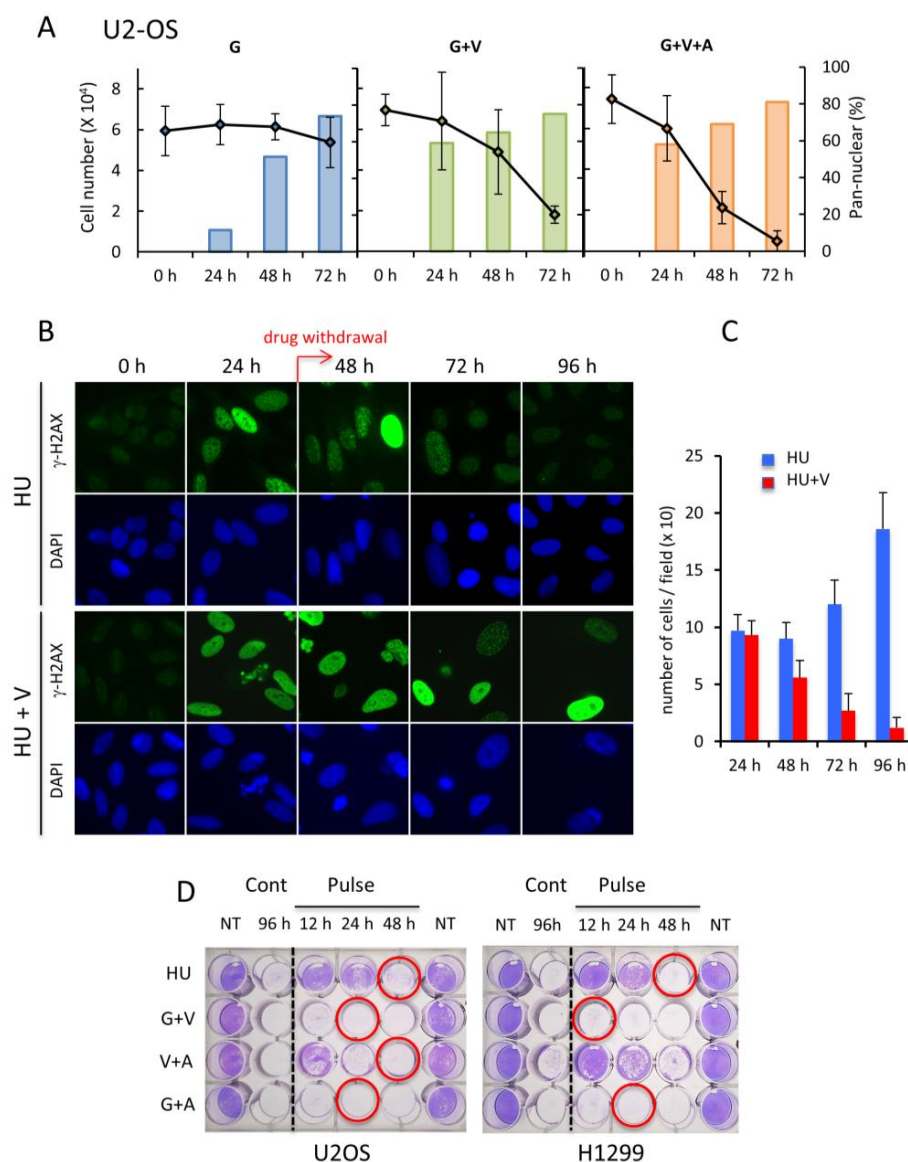 A U2-OS
G G+V G+V+A
Cell number (X 10⁴)
8
6
4
2
0
100
80
60
40
20
0
Pan-nuclear (%)
0 h 24 h 48 h 72 h 0 h 24 h 48 h 72 h 0 h 24 h 48 h 72 h
B
drug withdrawal
0 h 24 h 48 h 72 h 96 h
HU
γ-H2AX
DAPI
HU + V
γ-H2AX
DAPI
C
HU
HU+V
number of cells / field (x 10)
25
20
15
10
5
0
24 h 48 h 72 h 96 h
D
Cont Pulse Cont Pulse
NT 96 h 12 h 24 h 48 h NT NT 96h 12 h 24 h 48 h NT
HU
G+V
V+A
G+A
U2OS H1299